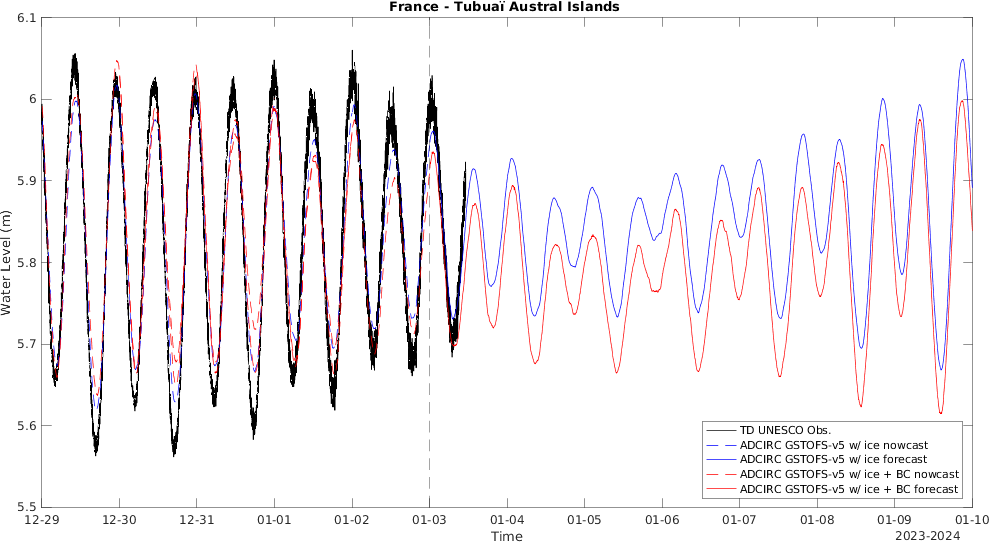 France - Tubuaï Austral Islands
6.1
6
5.9
5.8
5.7
5.6
5.5
Water Level (m)
TD UNESCO Obs.
ADCIRC GSTOFS-v5 w/ ice nowcast
ADCIRC GSTOFS-v5 w/ ice forecast
ADCIRC GSTOFS-v5 w/ ice + BC nowcast
ADCIRC GSTOFS-v5 w/ ice + BC forecast
12-29 12-30 12-31 01-01 01-02 01-03 01-04 01-05 01-06 01-07 01-08 01-09 01-10
Time
2023-2024